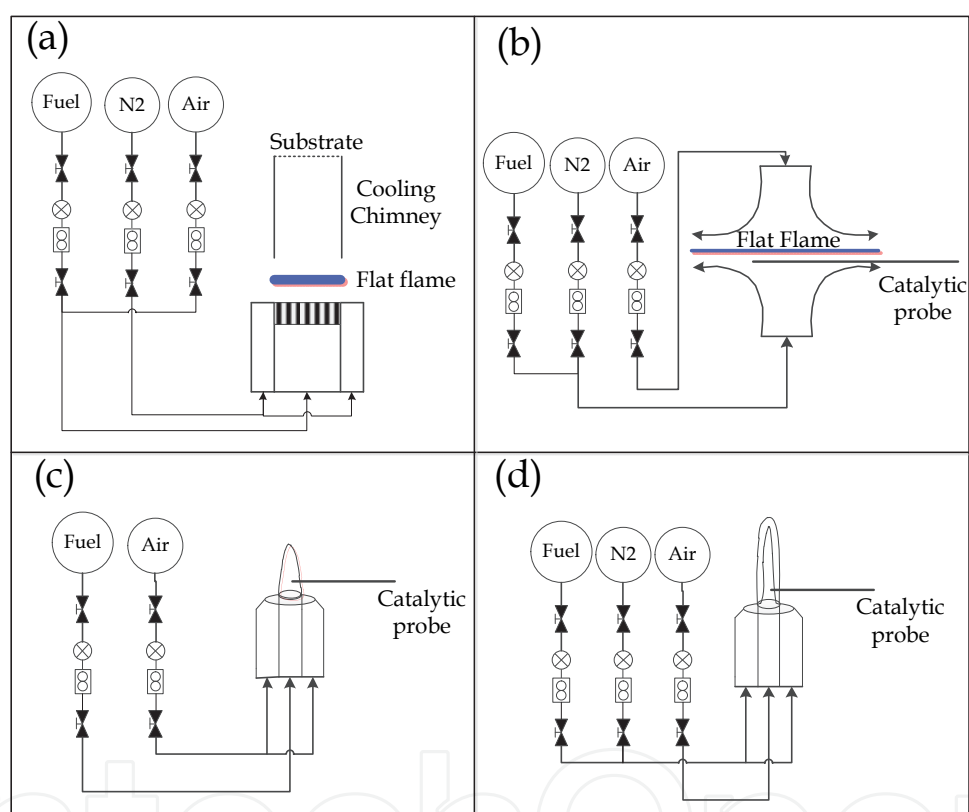 (a)
Fuel
N2
Air
Substrate
Cooling
Chimney
Flat flame
(b)
Fuel
N2
Air
Flat Flame
Catalytic
probe
(c)
Fuel
Air
Catalytic
probe
(d)
Fuel
N2
Air
Catalytic
probe